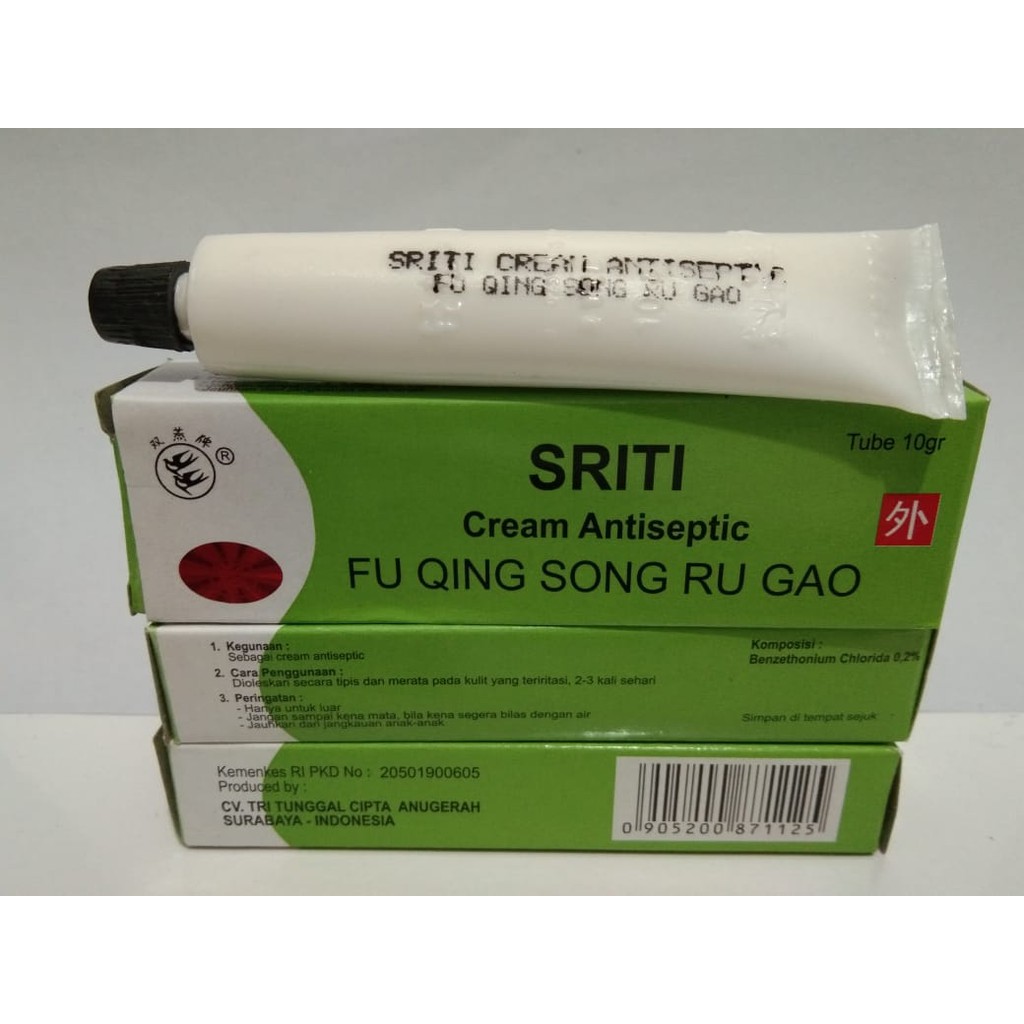 SRITI CREAM ANTISEPTIC
FU QING SONG RU GAO
双燕牌
®
SRITI
Tube 10gr
Cream Antiseptic
外
FU QING SONG RU GAO
1. Kegunaan :
Sebagai cream antiseptic
2. Cara Penggunaan :
Dioleskan secara tipis dan merata pada kulit yang teriritasi, 2-3 kali sehari
3. Peringatan :
- Hanya untuk luar
- Jangan sampai kena mata, bila kena segera bilas dengan air
- Jauhkan dari jangkauan anak-anak
Komposisi :
Benzethonium Chlorida 0,2%
Simpan di tempat sejuk
Kemenkes RI PKD No : 20501900605
Produced by :
CV. TRI TUNGGAL CIPTA ANUGERAH
SURABAYA - INDONESIA
0 905200 871125